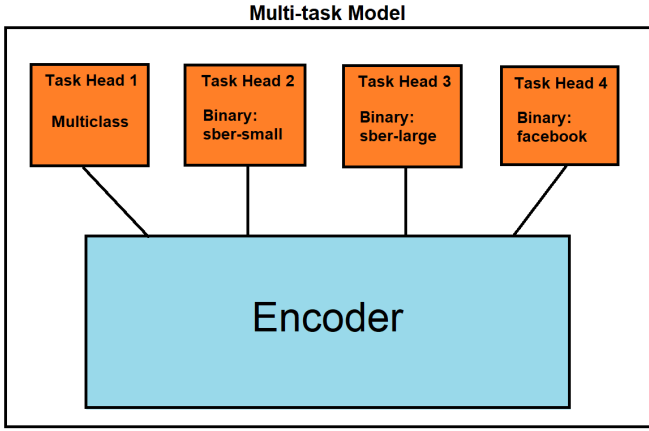 Multi-task Model
Task Head 1
Multiclass
Task Head 2
Binary:
sber-small
Task Head 3
Binary:
sber-large
Task Head 4
Binary:
facebook
Encoder